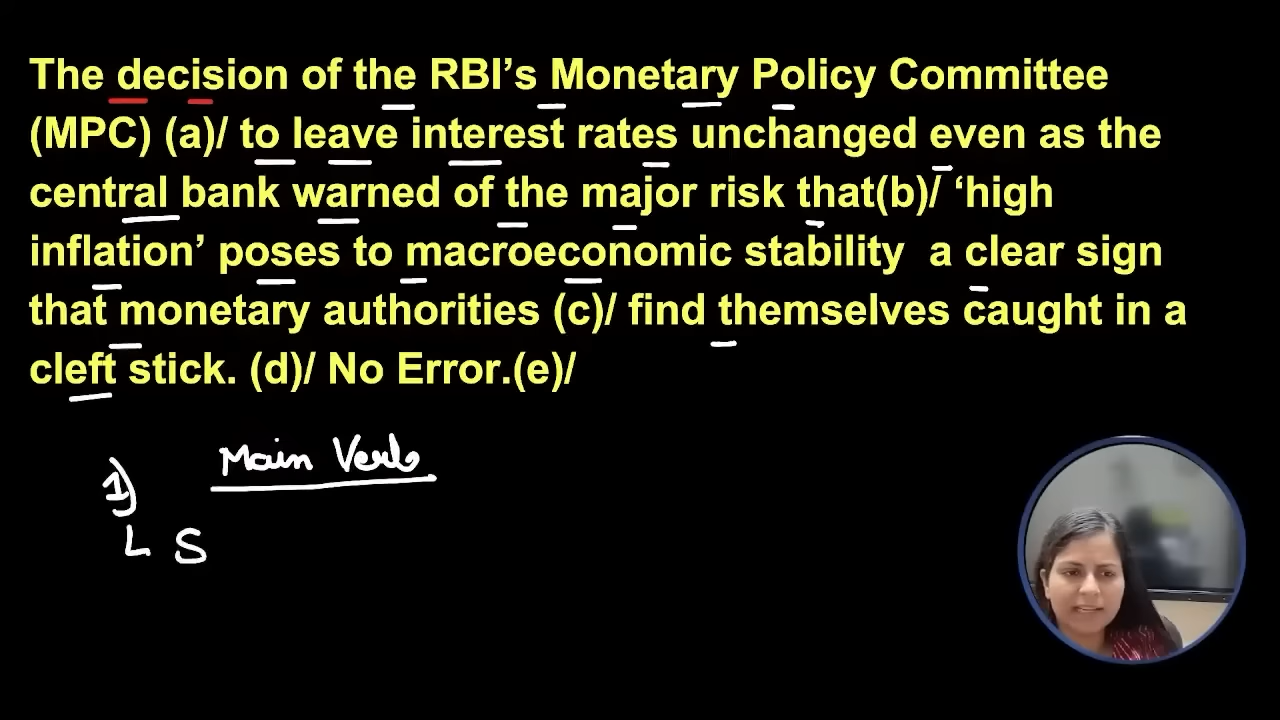 The decision of the RBI’s Monetary Policy Committee
(MPC) (a)/ to leave interest rates unchanged even as the
central bank warned of the major risk that(b)/ ‘high
inflation’ poses to macroeconomic stability a clear sign
that monetary authorities (c)/ find themselves caught in a
cleft stick. (d)/ No Error.(e)/
Main Verb
1)
L S